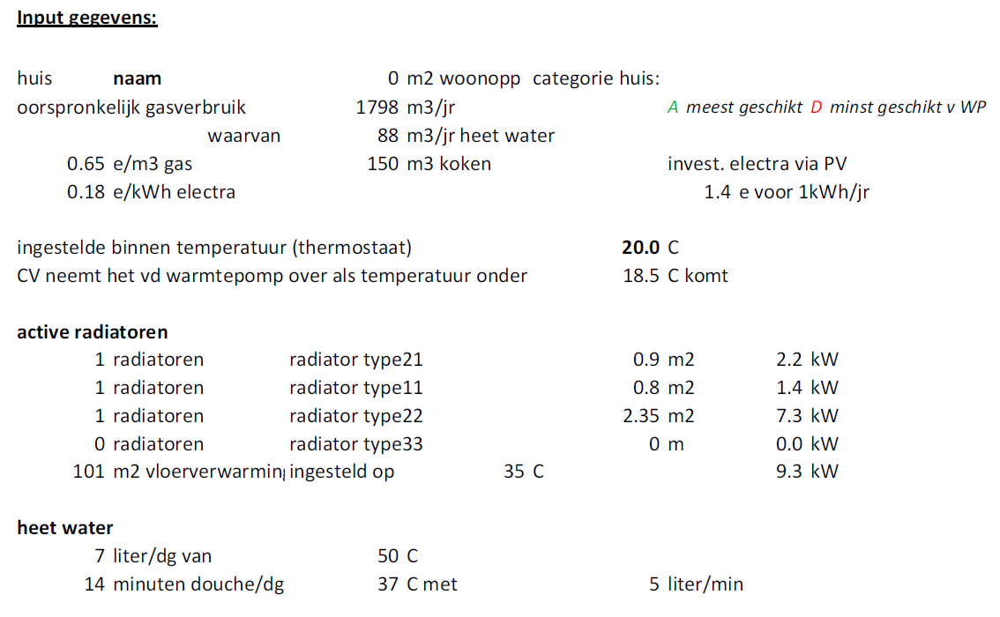 Input gegevens:
huis naam 0 m2 woonopp categorie huis:
oorspronkelijk gasverbruik 1798 m3/jr A meest geschikt D minst geschikt v WP
waarvan 88 m3/jr heet water
0.65 e/m3 gas 150 m3 koken invest. electra via PV
0.18 e/kWh electra 1.4 e voor 1kWh/jr
ingestelde binnen temperatuur (thermostaat) 20.0 C
CV neemt het vd warmtepomp over als temperatuur onder 18.5 C komt
active radiatoren
1 radiatoren radiator type21 0.9 m2 2.2 kW
1 radiatoren radiator type11 0.8 m2 1.4 kW
1 radiatoren radiator type22 2.35 m2 7.3 kW
0 radiatoren radiator type33 0 m 0.0 kW
101 m2 vloerverwarmin ingesteld op 35 C 9.3 kW
heet water
7 liter/dg van 50 C
14 minuten douche/dg 37 C met 5 liter/min